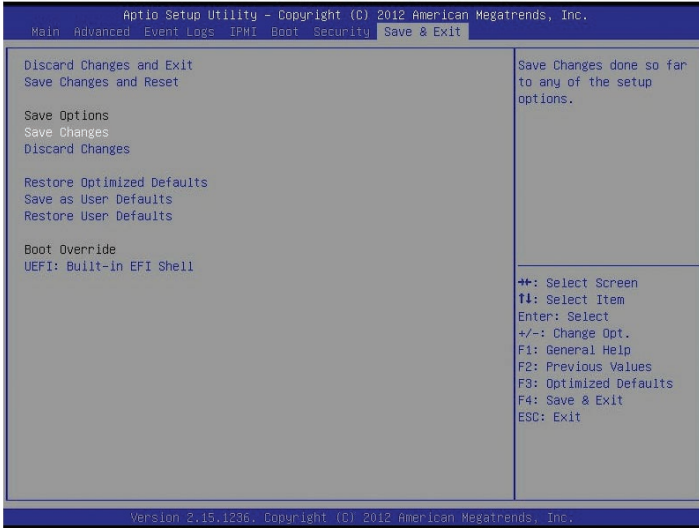 Aptio Setup Utility - Copyright (C) 2012 American Megatrends, Inc.
Main Advanced Event Logs IPMI Boot Security Save & Exit
Discard Changes and Exit
Save Changes and Reset
Save Options
Save Changes
Discard Changes
Restore Optimized Defaults
Save as User Defaults
Restore User Defaults
Boot Override
UEFI: Built-in EFI Shell
Save Changes done so far
to any of the setup
options.
→←: Select Screen
↑↓: Select Item
Enter: Select
+/-: Change Opt.
F1: General Help
F2: Previous Values
F3: Optimized Defaults
F4: Save & Exit
ESC: Exit
Version 2.15.1236. Copyright (C) 2012 American Megatrends, Inc.